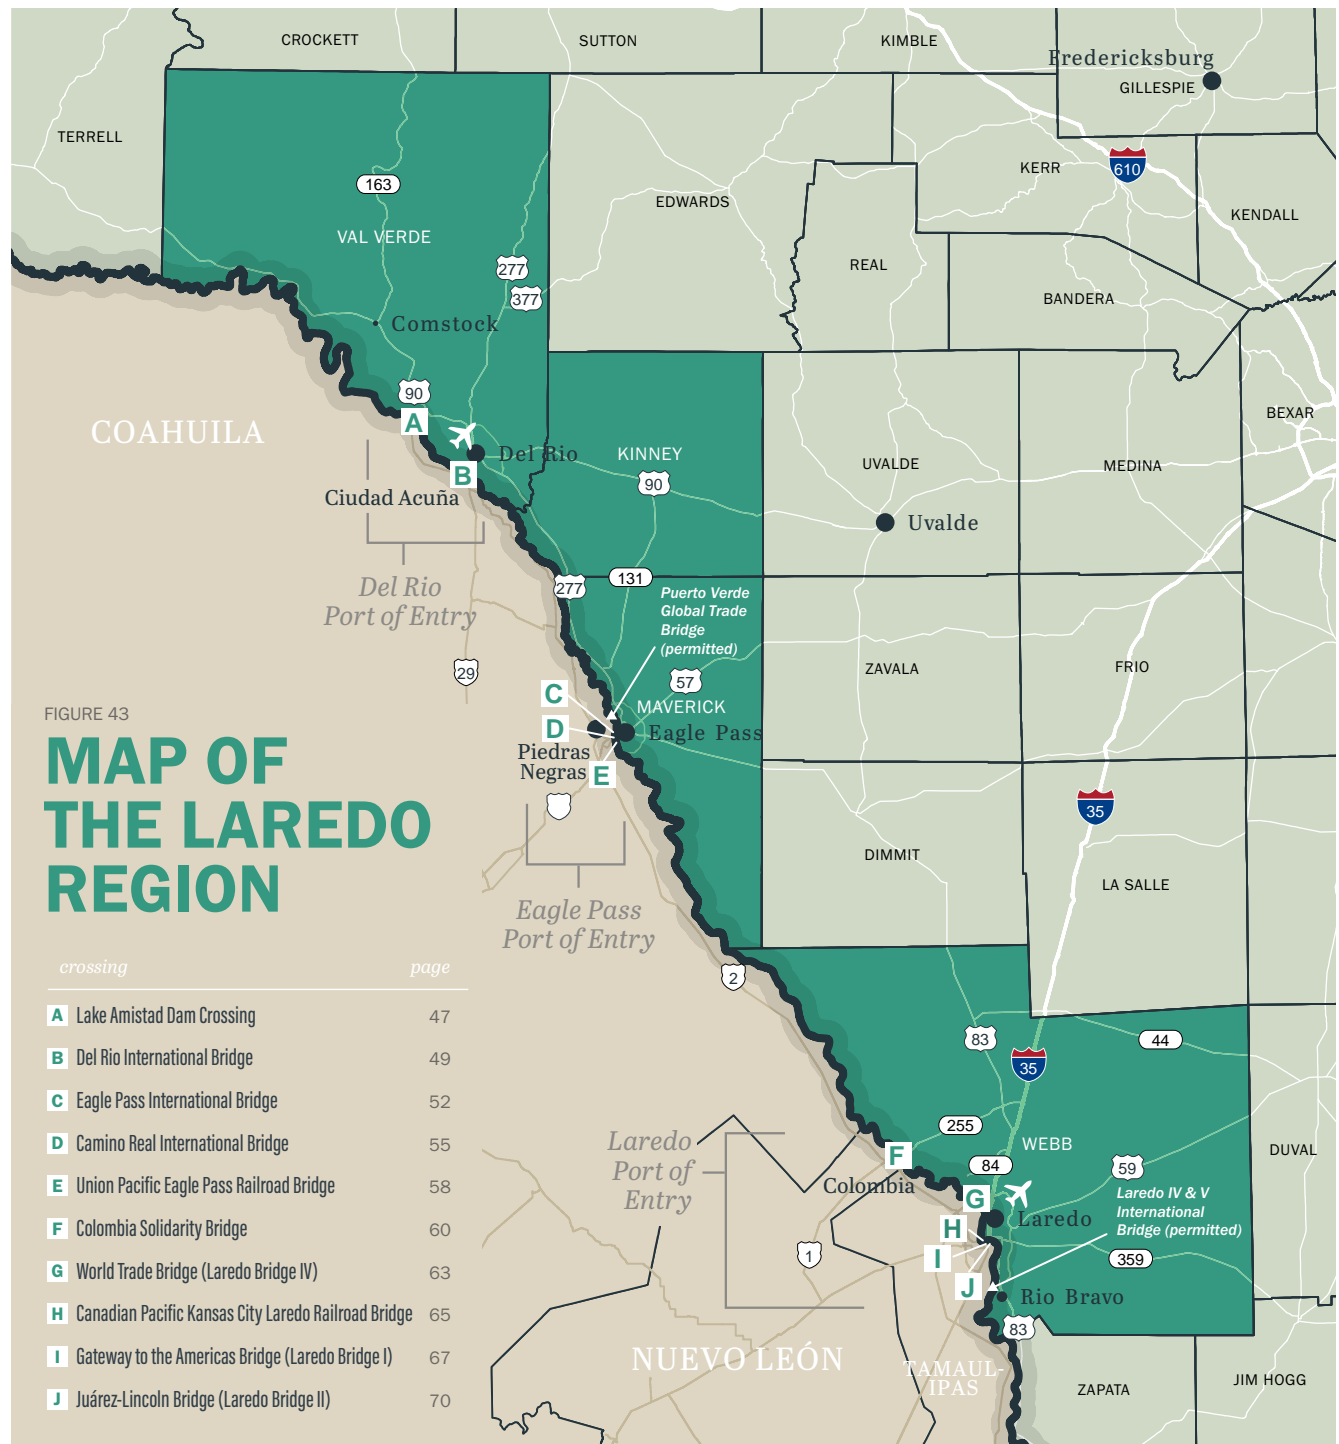 CROCKETT
SUTTON
KIMBLE
Fredericksburg
GILLESPIE
TERRELL
610
KERR
163
EDWARDS
KENDALL
VAL VERDE
REAL
277
377
BANDERA
Comstock
90
A
COAHUILA
BEXAR
Del Rio
KINNEY
UVALDE
MEDINA
B
90
Ciudad Acuña
Uvalde
Del Rio
Port of Entry
277
131
Puerto Verde
Global Trade
Bridge
(permitted)
29
57
ZAVALA
FRIO
C
MAVERICK
D
Eagle Pass
Piedras
Negras
E
FIGURE 43
MAP OF
THE LAREDO
REGION
35
DIMMIT
LA SALLE
Eagle Pass
Port of Entry
2
crossing page
A Lake Amistad Dam Crossing 47
B Del Rio International Bridge 49
C Eagle Pass International Bridge 52
D Camino Real International Bridge 55
E Union Pacific Eagle Pass Railroad Bridge 58
F Colombia Solidarity Bridge 60
G World Trade Bridge (Laredo Bridge IV) 63
H Canadian Pacific Kansas City Laredo Railroad Bridge 65
I Gateway to the Americas Bridge (Laredo Bridge I) 67
J Juárez-Lincoln Bridge (Laredo Bridge II) 70
83
44
35
255
WEBB
DUVAL
Laredo
Port of
Entry
F
84
59
Colombia
G
Laredo IV & V
International
Bridge (permitted)
Laredo
H
I
1
359
J
Rio Bravo
83
NUEVO LEÓN
TAMAUL-
IPAS
ZAPATA
JIM HOGG